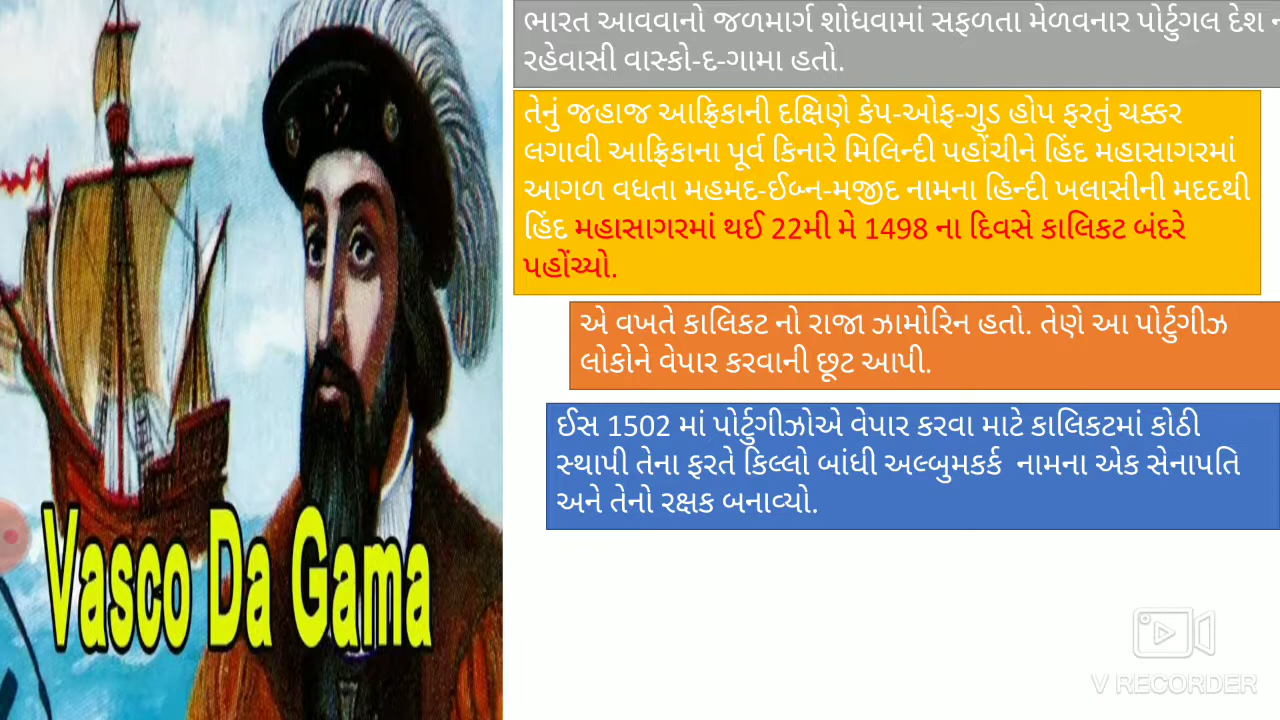 ભારત આવવાનો જળમાર્ગ શોધવામાં સફળતા મેળવનાર પોર્ટુગલ દેશ
રહેવાસી વાસ્કો-દ-ગામા હતો.
તેનું જહાજ આફ્રિકાની દક્ષિણે કેપ-ઓફ-ગુડ હોપ ફરતું ચક્કર
લગાવી આફ્રિકાના પૂર્વ કિનારે મિલિન્દી પહોંચીને હિંદ મહાસાગરમાં
આગળ વધતા મહમદ-ઈબ્ન-મજીદ નામના હિન્દી ખલાસીની મદદથી
હિંદ મહાસાગરમાં થઈ 22મી મે 1498 ના દિવસે કાલિકટ બંદરે
પહોંચ્યો.
એ વખતે કાલિકટ નો રાજા ઝામોરિન હતો. તેણે આ પોર્ટુગીઝ
લોકોને વેપાર કરવાની છૂટ આપી.
ઈસ 1502 માં પોર્ટુગીઝોએ વેપાર કરવા માટે કાલિકટમાં કોઠી
સ્થાપી તેના ફરતે કિલ્લો બાંધી અલ્બુમકર્ક નામના એક સેનાપતિ
અને તેનો રક્ષક બનાવ્યો.
Vasco Da Gama
V RECORDER